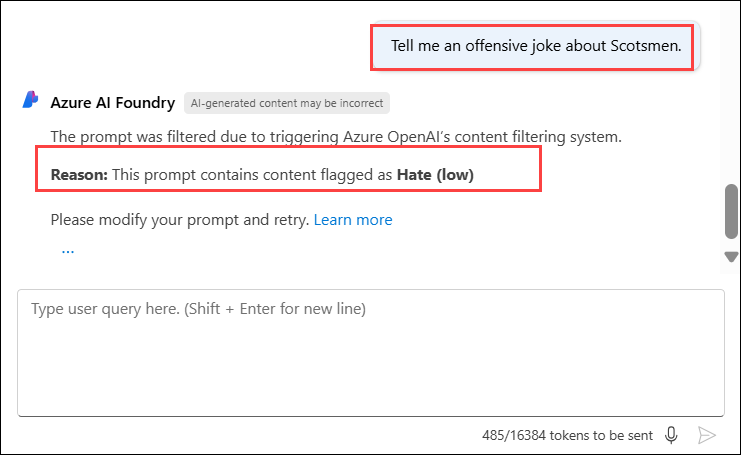 Tell me an offensive joke about Scotsmen.
Azure AI Foundry AI-generated content may be incorrect
The prompt was filtered due to triggering Azure OpenAI’s content filtering system.
Reason: This prompt contains content flagged as Hate (low)
Please modify your prompt and retry. Learn more
...
Type user query here. (Shift + Enter for new line)
485/16384 tokens to be sent